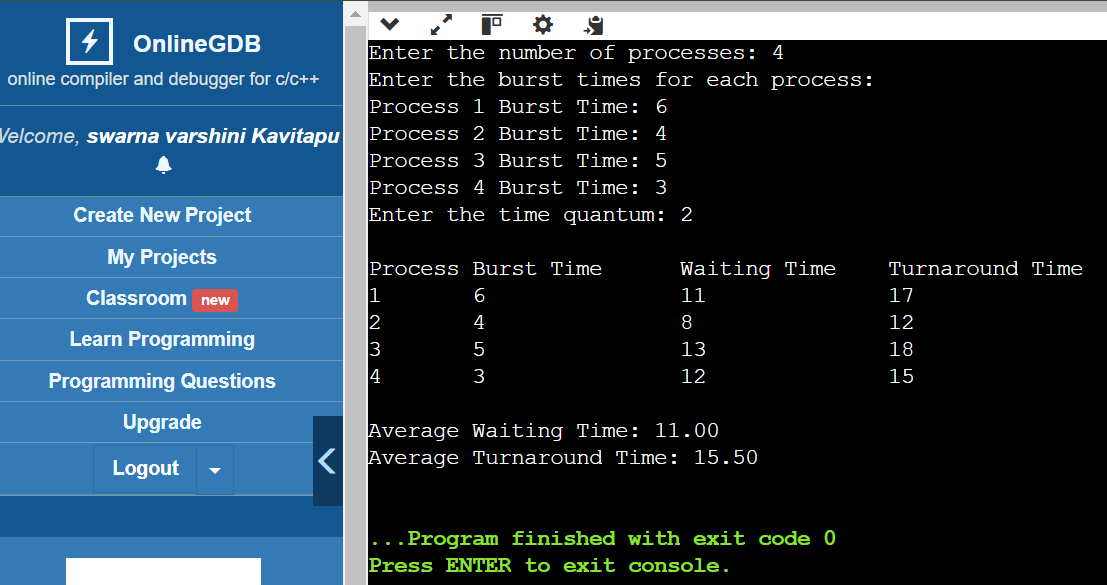 OnlineGDB
online compiler and debugger for c/c++
Welcome, swarna varshini Kavitapu
Create New Project
My Projects
Classroom new
Learn Programming
Programming Questions
Upgrade
Logout
Enter the number of processes: 4
Enter the burst times for each process:
Process 1 Burst Time: 6
Process 2 Burst Time: 4
Process 3 Burst Time: 5
Process 4 Burst Time: 3
Enter the time quantum: 2
Process Burst Time Waiting Time Turnaround Time
1 6 11 17
2 4 8 12
3 5 13 18
4 3 12 15
Average Waiting Time: 11.00
Average Turnaround Time: 15.50
...Program finished with exit code 0
Press ENTER to exit console.